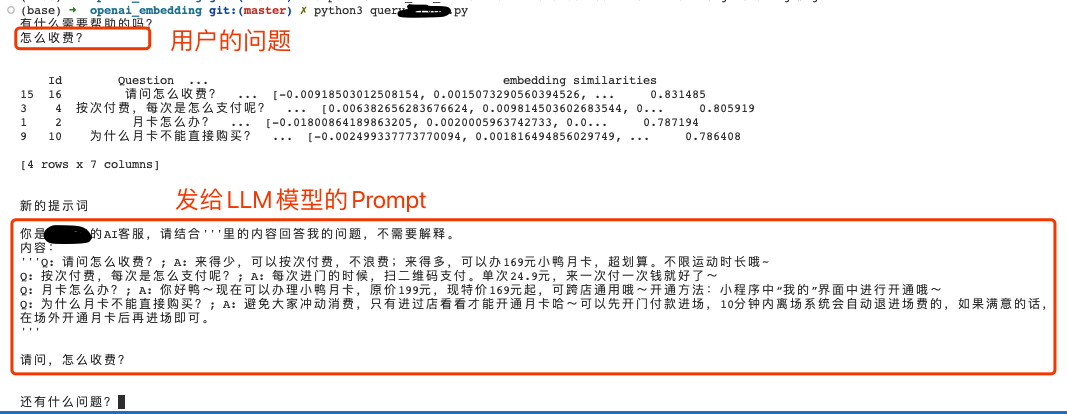 (base) → openai_embedding git:(master) ✗ python3 query .py
有什么需要帮助的吗?
怎么收费?
用户的问题
Id Question ... embedding similarities
15 16 请问怎么收费? ... [-0.00918503012508154, 0.0015073290560394526, ... 0.831485
3 4 按次付费，每次是怎么支付呢? ... [0.006382656283676624, 0.009814503602683544, 0... 0.805919
1 2 月卡怎么办? ... [-0.01800864189863205, 0.0020005963742733, 0.0... 0.787194
9 10 为什么月卡不能直接购买? ... [-0.002499337773770094, 0.001816494856029749, ... 0.786408
[4 rows x 7 columns]
发给LLM模型的Prompt
新的提示词
你是 的AI客服，请结合'''里的内容回答我的问题，不需要解释。
内容：
'''Q: 请问怎么收费? ; A: 来得少，可以按次付费，不浪费；来得多，可以办169元小鸭月卡，超划算。不限运动时长哦~
Q: 按次付费，每次是怎么支付呢? ; A: 每次进门的时候，扫二维码支付。单次24.9元，来一次付一次钱就好了～
Q: 月卡怎么办? ; A: 你好鸭～现在可以办理小鸭月卡，原价199元，现特价169元起，可跨店通用哦～开通方法：小程序中“我的”界面中进行开通哦～
Q: 为什么月卡不能直接购买? ; A: 避免大家冲动消费，只有进过店看看才能开通月卡哈～可以先开门付款进场，10分钟内离场系统会自动退进场费的，如果满意的话，
在场外开通月卡后再进场即可。
'''
请问，怎么收费?
还有什么问题?